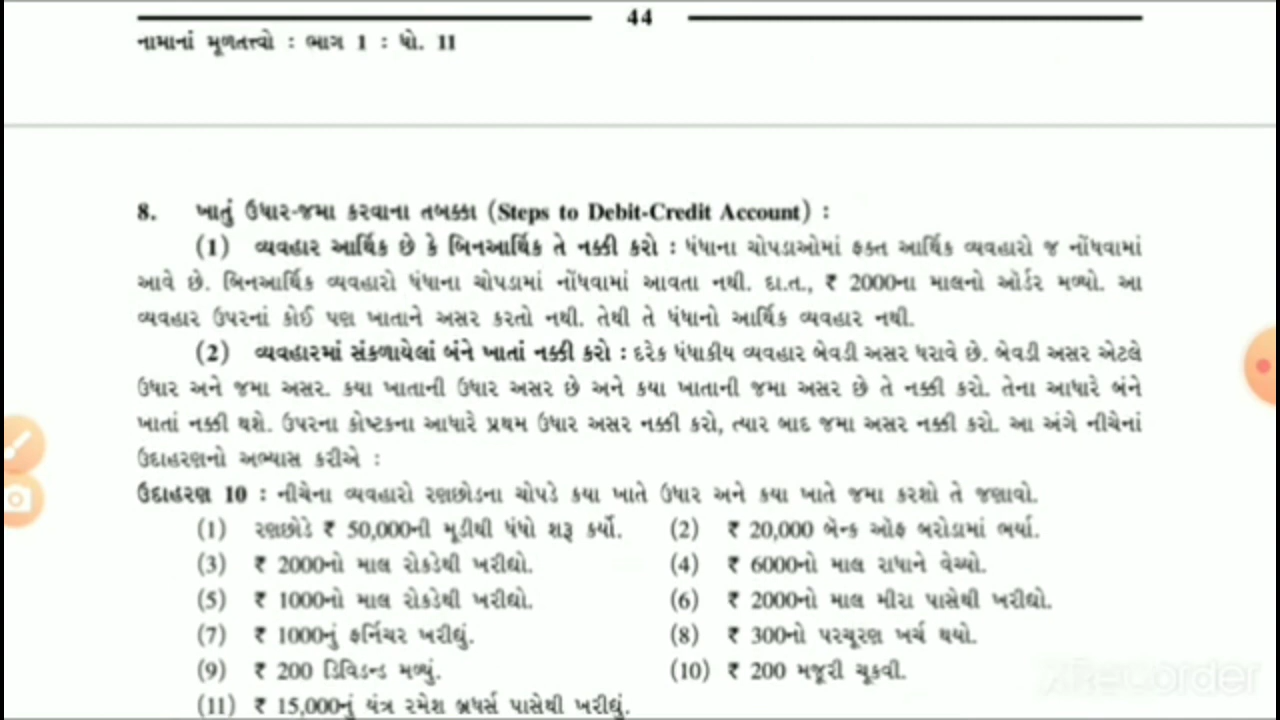 44
નામાનાં મૂળતત્ત્વો : ભાગ 1 : ધો. 11
8. ખાતું ઉધાર-જમા કરવાના તબક્કા (Steps to Debit-Credit Account) :
(1) વ્યવહાર આર્થિક છે કે બિનઆર્થિક તે નક્કી કરો : ધંધાના ચોપડાઓમાં ફક્ત આર્થિક વ્યવહારો જ નોંધવામાં
આવે છે. બિનઆર્થિક વ્યવહારો ધંધાના ચોપડામાં નોંધવામાં આવતા નથી. દા.ત., ₹ 2000ના માલનો ઑર્ડર મળ્યો. આ
વ્યવહાર ઉપરનાં કોઈ પણ ખાતાને અસર કરતો નથી. તેથી તે ધંધાનો આર્થિક વ્યવહાર નથી.
(2) વ્યવહારમાં સંકળાયેલાં બંને ખાતાં નક્કી કરો : દરેક ધંધાકીય વ્યવહાર બેવડી અસર ધરાવે છે. બેવડી અસર એટલે
ઉધાર અને જમા અસર. કયા ખાતાની ઉધાર અસર છે અને કયા ખાતાની જમા અસર છે તે નક્કી કરો. તેના આધારે બંને
ખાતાં નક્કી થશે. ઉપરના કોષ્ટકના આધારે પ્રથમ ઉધાર અસર નક્કી કરો, ત્યાર બાદ જમા અસર નક્કી કરો. આ અંગે નીચેનાં
ઉદાહરણનો અભ્યાસ કરીએ :
ઉદાહરણ 10 : નીચેના વ્યવહારો રણછોડના ચોપડે કયા ખાતે ઉધાર અને કયા ખાતે જમા કરશો તે જણાવો.
(1) રણછોડે ₹ 50,000ની મૂડીથી ધંધો શરૂ કર્યો. (2) ₹ 20,000 બૅન્ક ઑફ બરોડામાં ભર્યા.
(3) ₹ 2000નો માલ રોકડેથી ખરીદ્યો. (4) ₹ 6000નો માલ રાધાને વેચ્યો.
(5) ₹ 1000નો માલ રોકડેથી ખરીદ્યો. (6) ₹ 2000નો માલ મીરા પાસેથી ખરીદ્યો.
(7) ₹ 1000નું ફર્નિચર ખરીદ્યું. (8) ₹ 300નો પરચૂરણ ખર્ચ થયો.
(9) ₹ 200 ડિવિડન્ડ મળ્યું. (10) ₹ 200 મજૂરી ચૂકવી.
(11) ₹ 15,000નું યંત્ર રમેશ બ્રધર્સ પાસેથી ખરીદ્યું.